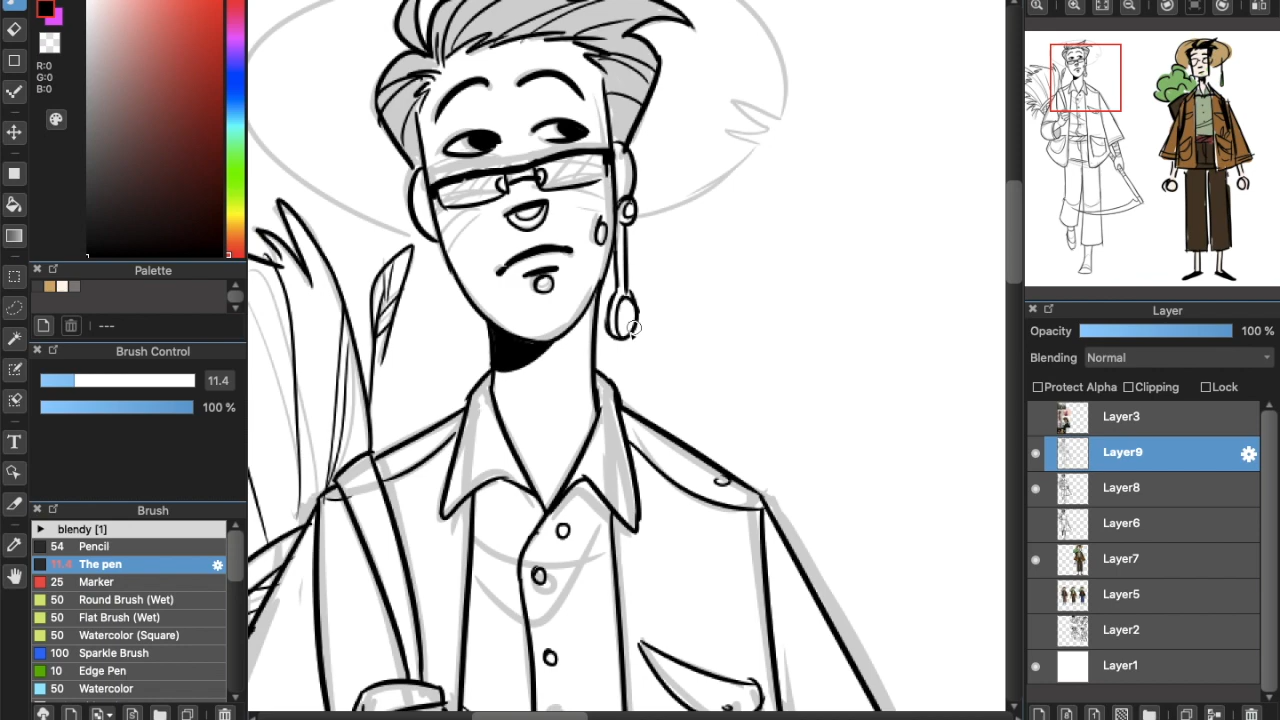 R:0
G:0
B:0
Palette
---
Brush Control
11.4
100 %
T
Brush
blendy [1]
54 Pencil
11.4 The pen
25 Marker
50 Round Brush (Wet)
50 Flat Brush (Wet)
50 Watercolor (Square)
100 Sparkle Brush
10 Edge Pen
50 Watercolor
Layer
Opacity 100 %
Blending Normal
Protect Alpha Clipping Lock
Layer3
Layer9
Layer8
Layer6
Layer7
Layer5
Layer2
Layer1